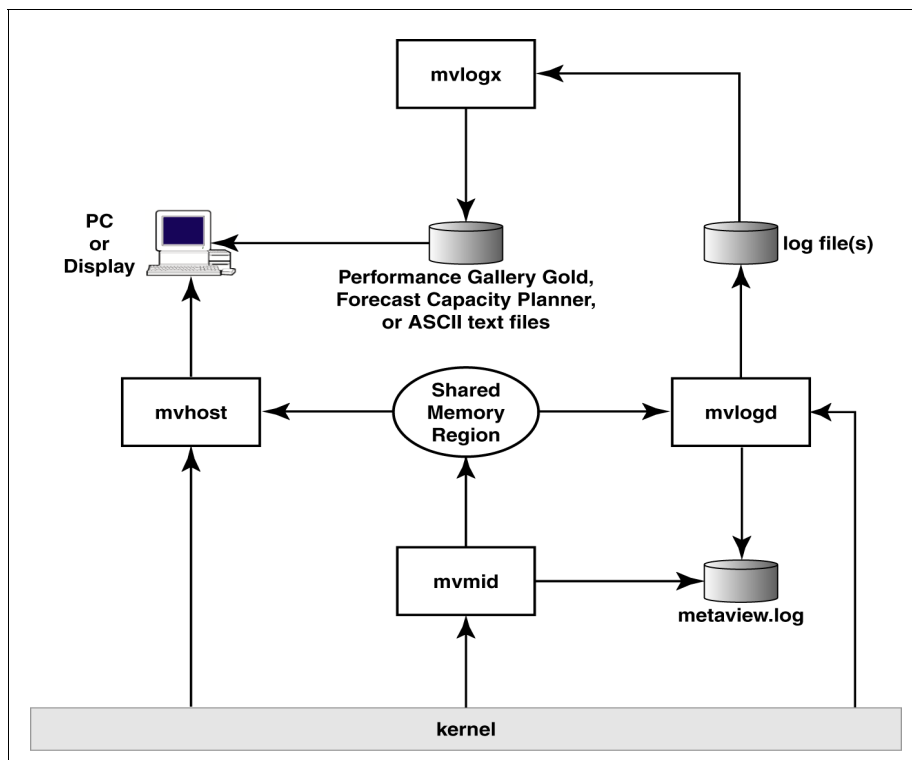 mvlogx
PC
or
Display
log file(s)
Performance Gallery Gold,
Forecast Capacity Planner,
or ASCII text files
mvhost
Shared
Memory
Region
mvlogd
mvmid
metaview.log
kernel